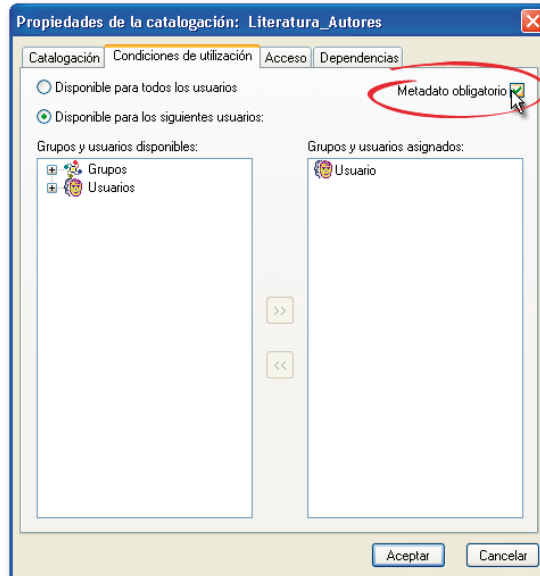 Propiedades de la catalogación: Literatura_Autores
Catalogación Condiciones de utilización Acceso Dependencias
Disponible para todos los usuarios
Metadato obligatorio
Disponible para los siguientes usuarios:
Grupos y usuarios disponibles: Grupos y usuarios asignados:
Grupos Usuario
Usuarios
>>
<<
Aceptar Cancelar